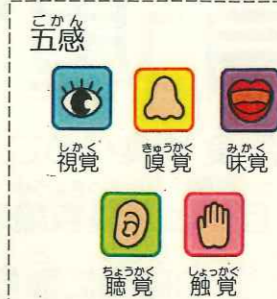 ごかん
五感
しかく きゅうかく みかく
視覚 嗅覚 味覚
ちょうかく しょっかく
聴覚 触覚